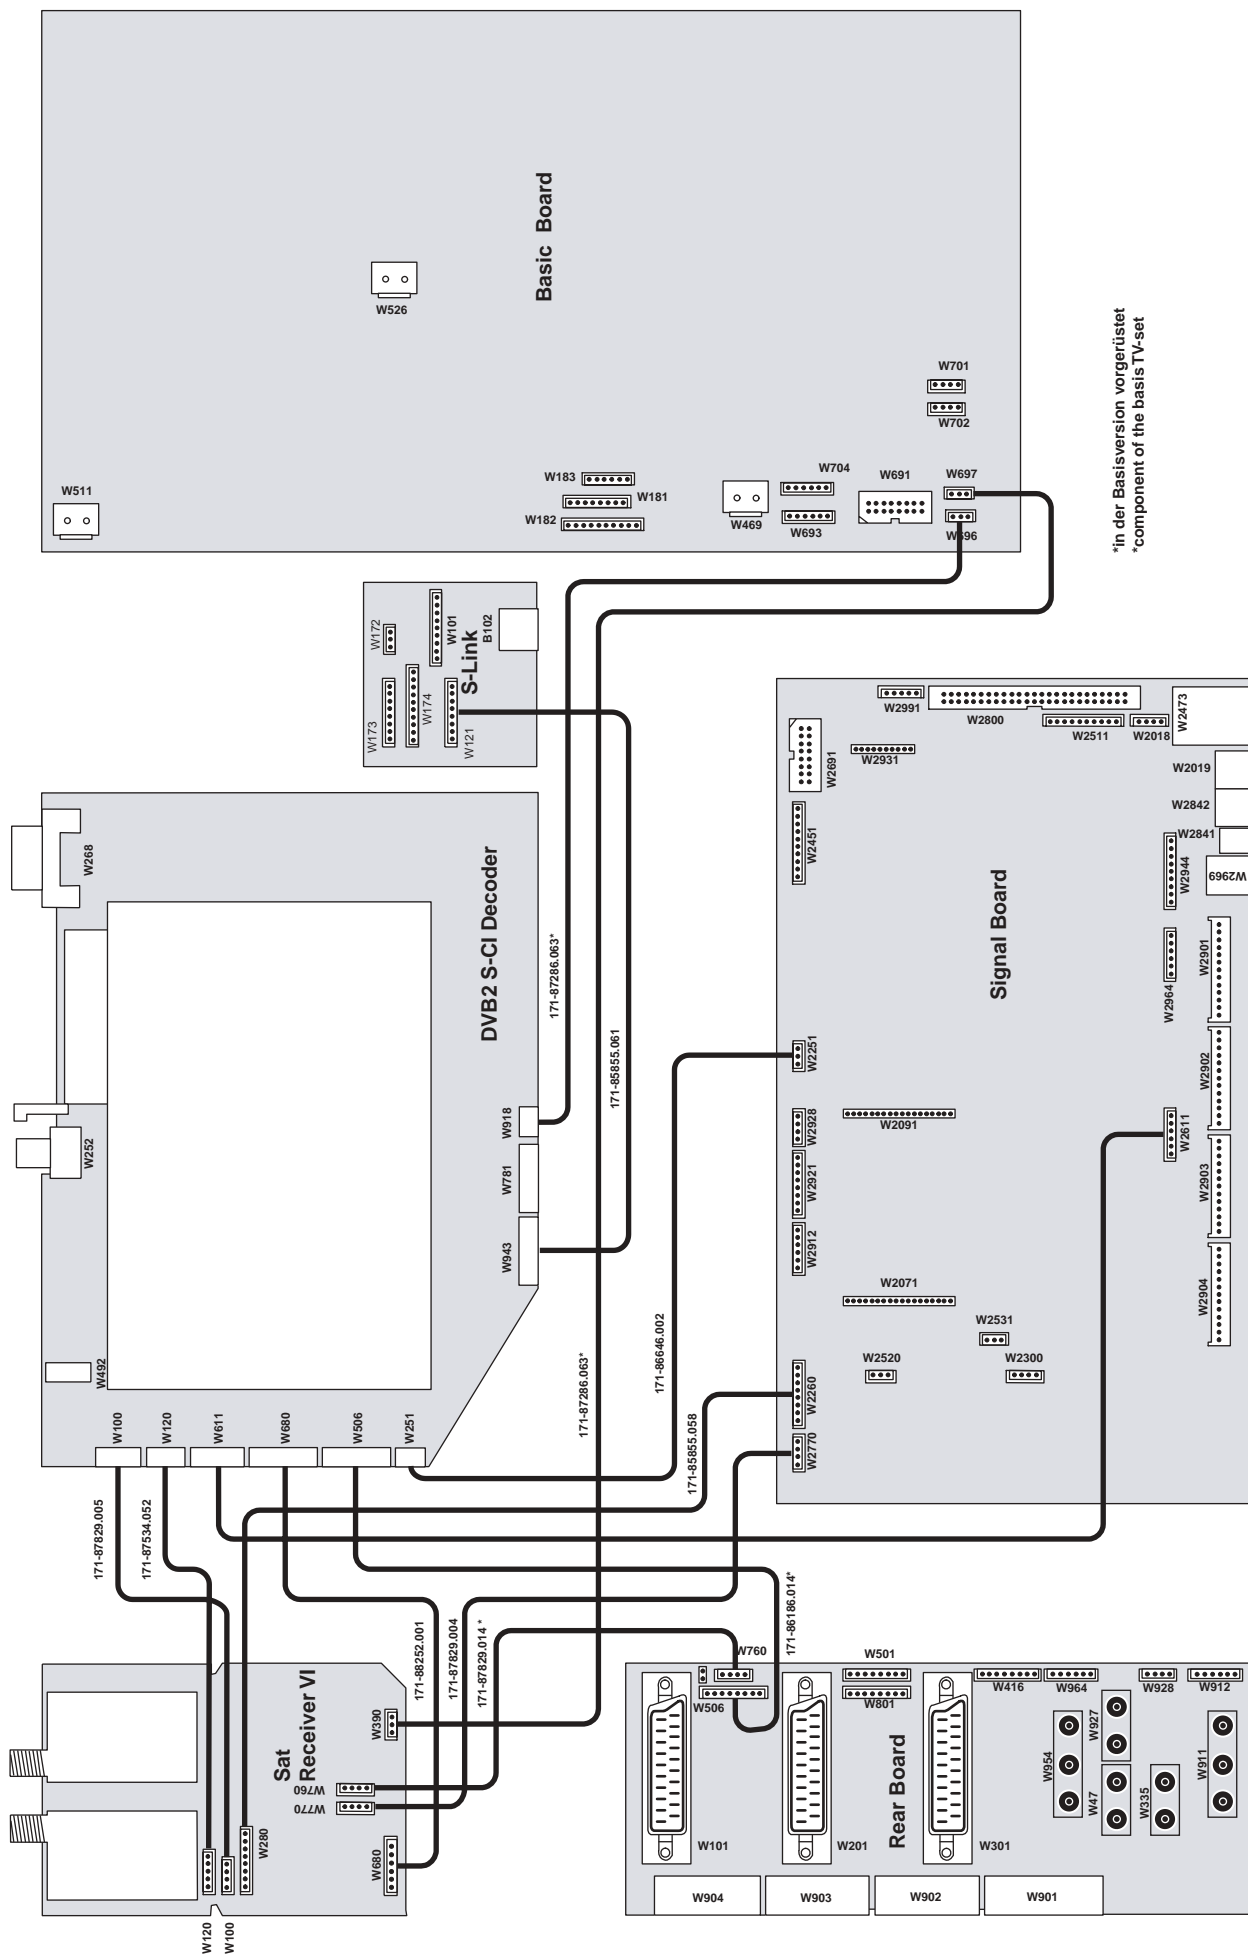 W511
W526
Basic Board
W701
W702
W183
W181
W182
W704
W691
W697
W469
W693
W696
*in der Basisversion vorgerüstet
*component of the basis TV-set
W172
W101
B102
S-Link
W173
W174
W121
W268
DVB2 S-CI Decoder
171-87286.063*
171-85855.061
W252
W918
W781
W943
W492
171-87286.063*
171-86646.002
171-85855.058
W100
W120
W611
W680
W506
W251
W2991
W2800
W2473
W2511
W2018
W2691
W2931
W2019
W2842
W2841
W2969
W2451
W2944
Signal Board
W2964
W2901
W2251
W2902
W2928
W2091
W2611
W2921
W2903
W2912
W2071
W2904
W2531
W2520
W2300
W2260
W2770
171-87829.005
171-87534.052
171-88252.001
171-87829.004
171-87829.014 *
171-86186.014*
Sat
Receiver VI
W390
W760
W770
W280
W680
W120
W100
W760
W501
W506
W801
W416
W964
W928
W912
W927
W954
W47
W335
W911
Rear Board
W101
W201
W301
W904
W903
W902
W901